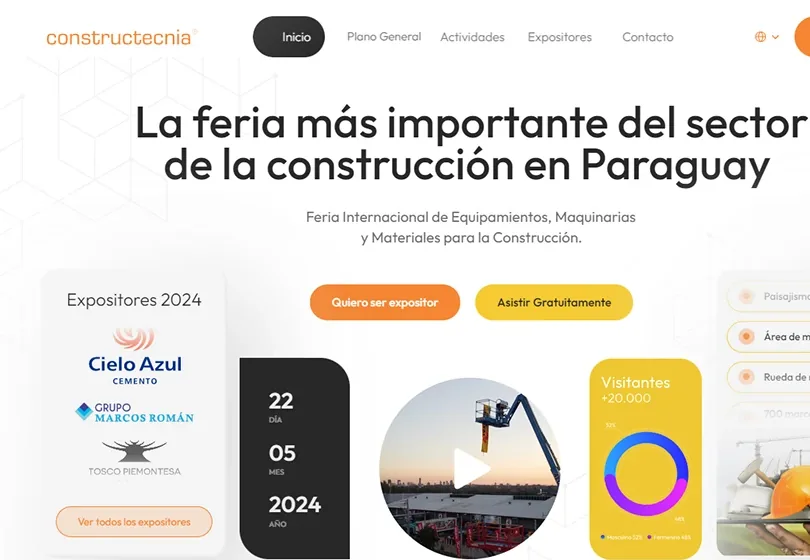 constructecnia
Inicio
Plano General
Actividades
Expositores
Contacto
La feria más importante del sector
de la construcción en Paraguay
Feria Internacional de Equipamientos, Maquinarias
y Materiales para la Construcción.
Quiero ser expositor
Asistir Gratuitamente
Expositores 2024
Cielo Azul
CEMENTO
GRUPO
MARCOS ROMÁN
TOSCO PIEMONTESA
Ver todos los expositores
22
DÍA
05
MES
2024
AÑO
Visitantes
+20.000
Paisajismo
Área de m
Rueda de
700 marc